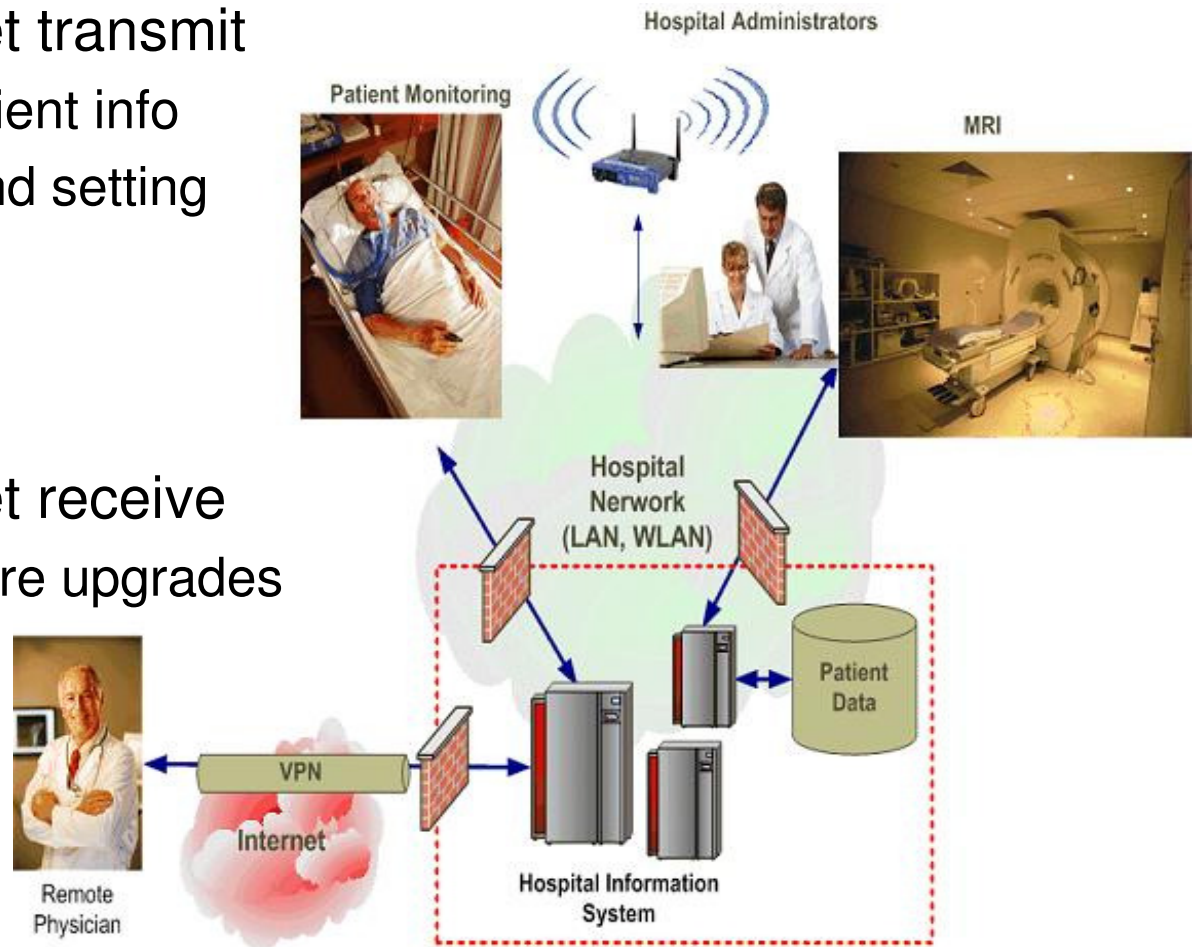 et transmit
ient info
nd setting
et receive
re upgrades
Hospital Administrators
Patient Monitoring
MRI
Hospital
Nerwork
(LAN, WLAN)
Patient
Data
VPN
Internet
Remote
Physician
Hospital Information
System